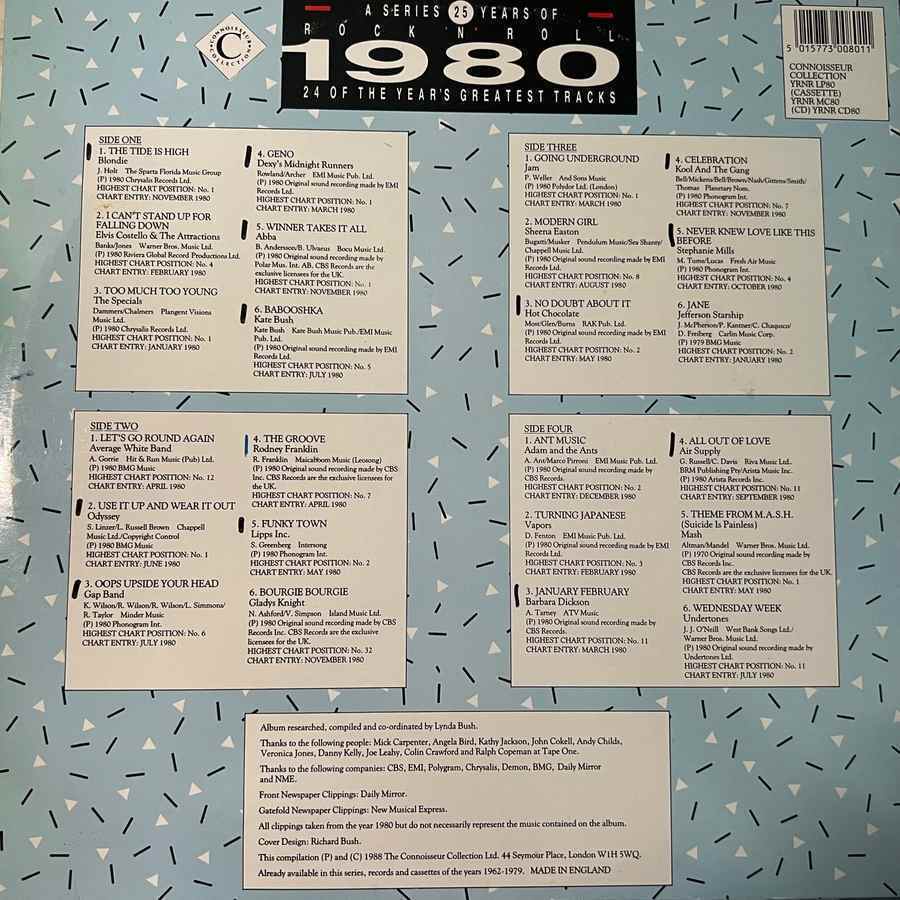 A SERIES 25 YEARS OF
ROCK 'N' ROLL
1980
24 OF THE YEAR'S GREATEST TRACKS
CONNOISSEUR
C
COLLECTION
5 015773 008011
CONNOISSEUR
COLLECTION
YRNR LP80
(CASSETTE)
YRNR MC80
(CD) YRNR CD80
SIDE ONE
1. THE TIDE IS HIGH
Blondie
J. Holt The Sparta Florida Music Group
(P) 1980 Chrysalis Records Ltd.
HIGHEST CHART POSITION: No. 1
CHART ENTRY: NOVEMBER 1980
2. I CAN'T STAND UP FOR
FALLING DOWN
Elvis Costello & The Attractions
Banks/Jones Warner Bros. Music Ltd.
(P) 1980 Riviera Global Record Productions Ltd.
HIGHEST CHART POSITION: No. 4
CHART ENTRY: FEBRUARY 1980
3. TOO MUCH TOO YOUNG
The Specials
Dammers/Chalmers Plangent Visions
Music Ltd.
(P) 1980 Chrysalis Records Ltd.
HIGHEST CHART POSITION: No. 1
CHART ENTRY: JANUARY 1980
4. GENO
Dexy's Midnight Runners
Rowland/Archer EMI Music Pub. Ltd.
(P) 1980 Original sound recording made by EMI
Records Ltd.
HIGHEST CHART POSITION: No. 1
CHART ENTRY: MARCH 1980
5. WINNER TAKES IT ALL
Abba
B. Andersson/B. Ulvaeus Bocu Music Ltd.
(P) 1980 Original sound recording made by
Polar Mus. Int. AB. CBS Records are the
exclusive licensees for the UK.
HIGHEST CHART POSITION: No. 1
CHART ENTRY: NOVEMBER 1980
6. BABOOSHKA
Kate Bush
Kate Bush Kate Bush Music Pub./EMI Music
Pub. Ltd.
(P) 1980 Original sound recording made by EMI
Records Ltd.
HIGHEST CHART POSITION: No. 5
CHART ENTRY: JULY 1980
SIDE TWO
1. LET'S GO ROUND AGAIN
Average White Band
A. Gorrie Hit & Run Music (Pub) Ltd.
(P) 1980 BMG Music
HIGHEST CHART POSITION: No. 12
CHART ENTRY: APRIL 1980
2. USE IT UP AND WEAR IT OUT
Odyssey
S. Linzer/L. Russell Brown Chappell
Music Ltd./Copyright Control
(P) 1980 BMG Music
HIGHEST CHART POSITION: No. 1
CHART ENTRY: JUNE 1980
3. OOPS UPSIDE YOUR HEAD
Gap Band
K. Wilson/R. Wilson/R. Wilson/L. Simmons/
R. Taylor Minder Music
(P) 1980 Phonogram Int.
HIGHEST CHART POSITION: No. 6
CHART ENTRY: JULY 1980
4. THE GROOVE
Rodney Franklin
R. Franklin Maicaboom Music (Leosong)
(P) 1980 Original sound recording made by CBS
Inc. CBS Records are the exclusive licensees for
the UK.
HIGHEST CHART POSITION: No. 7
CHART ENTRY: APRIL 1980
5. FUNKY TOWN
Lipps Inc.
S. Greenberg Intersong
(P) 1980 Phonogram Int.
HIGHEST CHART POSITION: No. 2
CHART ENTRY: MAY 1980
6. BOURGIE BOURGIE
Gladys Knight
N. Ashford/V. Simpson Island Music Ltd.
(P) 1980 Original sound recording made by CBS
Records Inc. CBS Records are the exclusive
licensees for the UK.
HIGHEST CHART POSITION: No. 32
CHART ENTRY: NOVEMBER 1980
SIDE THREE
1. GOING UNDERGROUND
Jam
P. Weller And Sons Music
(P) 1980 Polydor Ltd. (London)
HIGHEST CHART POSITION: No. 1
CHART ENTRY: MARCH 1980
2. MODERN GIRL
Sheena Easton
Bugatti/Musker Pendulum Music/Sea Shanty/
Chappell Music Ltd.
(P) 1980 Original sound recording made by EMI
Records Ltd.
HIGHEST CHART POSITION: No. 8
CHART ENTRY: AUGUST 1980
3. NO DOUBT ABOUT IT
Hot Chocolate
Most/Glen/Burns RAK Pub. Ltd.
(P) 1980 Original sound recording made by EMI
Records Ltd.
HIGHEST CHART POSITION: No. 2
CHART ENTRY: MAY 1980
4. CELEBRATION
Kool And The Gang
Bell/Mickens/Bell/Brown/Nash/Gittens/Smith/
Thomas Planetary Nom.
(P) 1980 Phonogram Int.
HIGHEST CHART POSITION: No. 7
CHART ENTRY: NOVEMBER 1980
5. NEVER KNEW LOVE LIKE THIS
BEFORE
Stephanie Mills
M. Tume/Lucas Fresh Air Music
(P) 1980 Phonogram Int.
HIGHEST CHART POSITION: No. 4
CHART ENTRY: OCTOBER 1980
6. JANE
Jefferson Starship
J. McPherson/P. Kantner/C. Chaquico/
D. Freiberg Carlin Music Corp.
(P) 1979 BMG Music
HIGHEST CHART POSITION: No. 2
CHART ENTRY: JANUARY 1980
SIDE FOUR
1. ANT MUSIC
Adam and the Ants
A. Ant/Marco Pirroni EMI Music Pub. Ltd.
(P) 1980 Original sound recording made by
CBS Records.
HIGHEST CHART POSITION: No. 2
CHART ENTRY: DECEMBER 1980
2. TURNING JAPANESE
Vapors
D. Fenton EMI Music Pub. Ltd.
(P) 1980 Original sound recording made by EMI
Records Ltd.
HIGHEST CHART POSITION: No. 3
CHART ENTRY: FEBRUARY 1980
3. JANUARY FEBRUARY
Barbara Dickson
A. Tarney ATV Music
(P) 1980 Original sound recording made by
CBS Records.
HIGHEST CHART POSITION: No. 11
CHART ENTRY: MARCH 1980
4. ALL OUT OF LOVE
Air Supply
G. Russell/C. Davis Riva Music Ltd.
BRM Publishing Pty/Arista Music Inc.
(P) 1980 Arista Records Inc.
HIGHEST CHART POSITION: No. 11
CHART ENTRY: SEPTEMBER 1980
5. THEME FROM M.A.S.H.
(Suicide Is Painless)
Mash
Altman/Mandel Warner Bros. Music Ltd.
(P) 1970 Original sound recording made by
CBS Records Inc.
CBS Records are the exclusive licensees for the UK.
HIGHEST CHART POSITION: No. 1
CHART ENTRY: MAY 1980
6. WEDNESDAY WEEK
Undertones
J. J. O'Neill West Bank Songs Ltd./
Warner Bros. Music Ltd.
(P) 1980 Original sound recording made by
Undertones Ltd.
HIGHEST CHART POSITION: No. 11
CHART ENTRY: JULY 1980
Album researched, compiled and co-ordinated by Lynda Bush.
Thanks to the following people: Mick Carpenter, Angela Bird, Kathy Jackson, John Cokell, Andy Childs,
Veronica Jones, Danny Kelly, Joe Leahy, Colin Crawford and Ralph Copeman at Tape One.
Thanks to the following companies: CBS, EMI, Polygram, Chrysalis, Demon, BMG, Daily Mirror
and NME.
Front Newspaper Clippings: Daily Mirror.
Gatefold Newspaper Clippings: New Musical Express.
All clippings taken from the year 1980 but do not necessarily represent the music contained on the album.
Cover Design: Richard Bush.
This compilation (P) and (C) 1988 The Connoisseur Collection Ltd. 44 Seymour Place, London W1H 5WQ.
Already available in this series, records and cassettes of the years 1962-1979. MADE IN ENGLAND